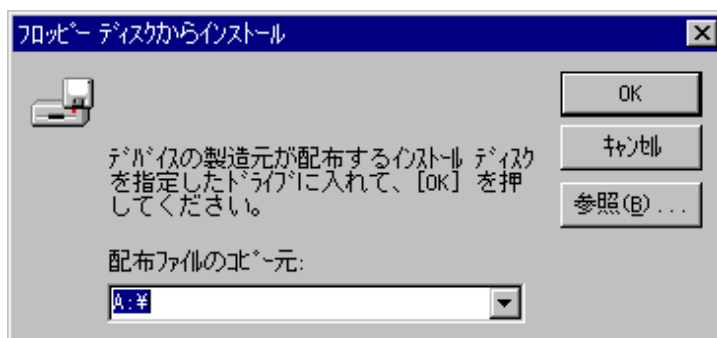 フロッピー ディスクからインストール
OK
キャンセル
参照(B)...
デバイスの製造元が配布するインストール ディスク
を指定したドライブに入れて、[OK] を押
してください。
配布ファイルのコピー元:
A:¥